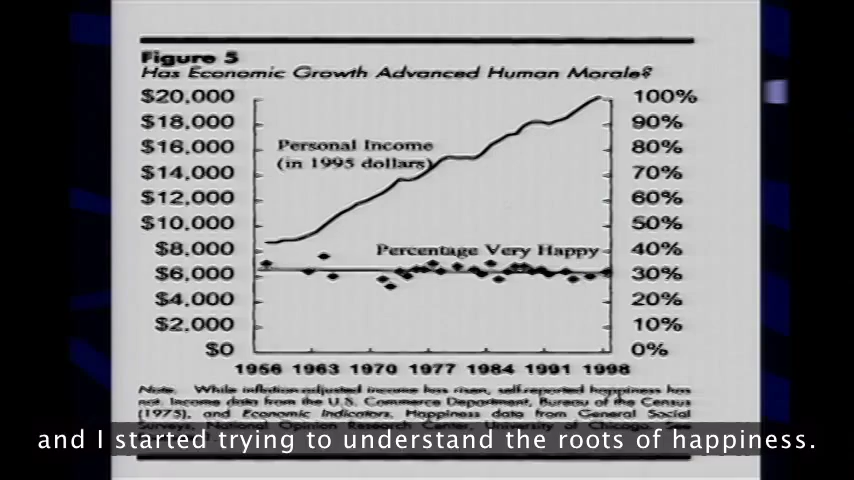 Figure 5
Has Economic Growth Advanced Human Morale?
$20,000 100%
$18,000 90%
$16,000 Personal Income 80%
(in 1995 dollars)
$14,000 70%
$12,000 60%
$10,000 50%
$8,000 Percentage Very Happy 40%
$6,000 30%
$4,000 20%
$2,000 10%
$0 0%
1956 1963 1970 1977 1984 1991 1998
Note. While inflation-adjusted income has risen, self-reported happiness has
not. Income data from the U.S. Commerce Department, Bureau of the Census
(1975), and Economic Indicators. Happiness data from General Social
Surveys, National Opinion Research Center, University of Chicago. See
and I started trying to understand the roots of happiness.